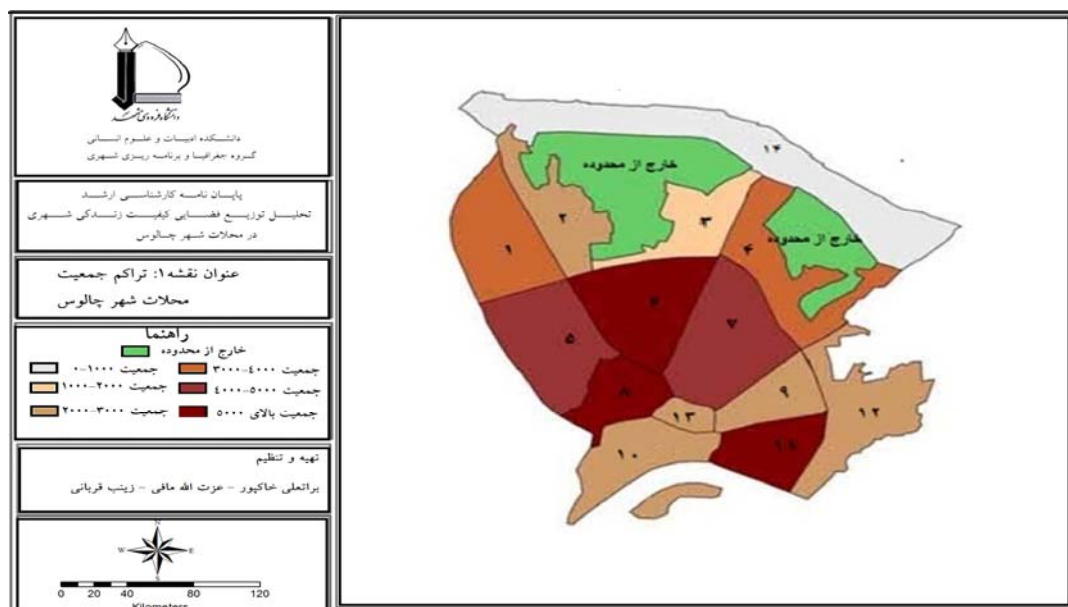 دانشگاه فردوسی مشهد
دانشکده ادبیات و علوم انسانی
گروه جغرافیا و برنامه ریزی شهری
پایان نامه کارشناسی ارشد
تحلیل توزیع فضایی کیفیت زندگی شهری
در محلات شهر چالوس
عنوان نقشه۱: تراکم جمعیت
محلات شهر چالوس
راهنما
خارج از محدوده
جمعیت ۳۰۰۰-۴۰۰۰
جمعیت ۰-۱۰۰۰
جمعیت ۴۰۰۰-۵۰۰۰
جمعیت ۱۰۰۰-۲۰۰۰
جمعیت بالای ۵۰۰۰
جمعیت ۲۰۰۰-۳۰۰۰
تهیه و تنظیم
براتعلی خاکپور - عزت الله مافی - زینب قربانی
N
W E
S
0 20 40 80 120
Kilometers
۱۴
خارج از محدوده
۲
۳
۱
۴
خارج از محدوده
۶
۷
۵
۸
۹
۱۳
۱۲
۱۰
۱۱